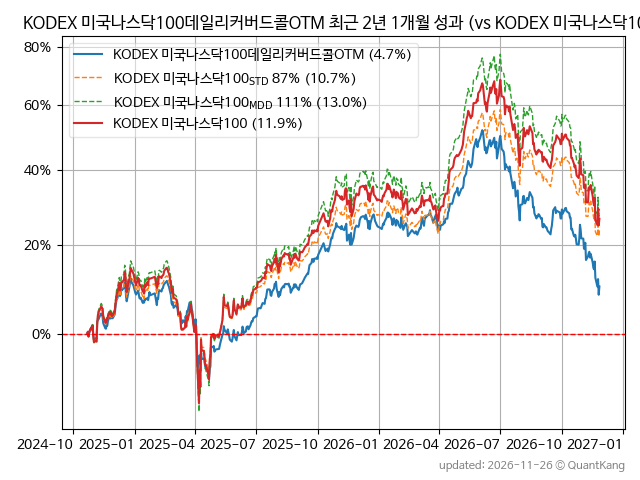 KODEX 미국나스닥100데일리커버드콜OTM 최근 2년 1개월 성과 (vs KODEX 미국나스닥10
80%
60%
40%
20%
0%
KODEX 미국나스닥100데일리커버드콜OTM (4.7%)
KODEX 미국나스닥100STD 87% (10.7%)
KODEX 미국나스닥100MDD 111% (13.0%)
KODEX 미국나스닥100 (11.9%)
2024-10 2025-01 2025-04 2025-07 2025-10 2026-01 2026-04 2026-07 2026-10 2027-01
updated: 2026-11-26 © QuantKang